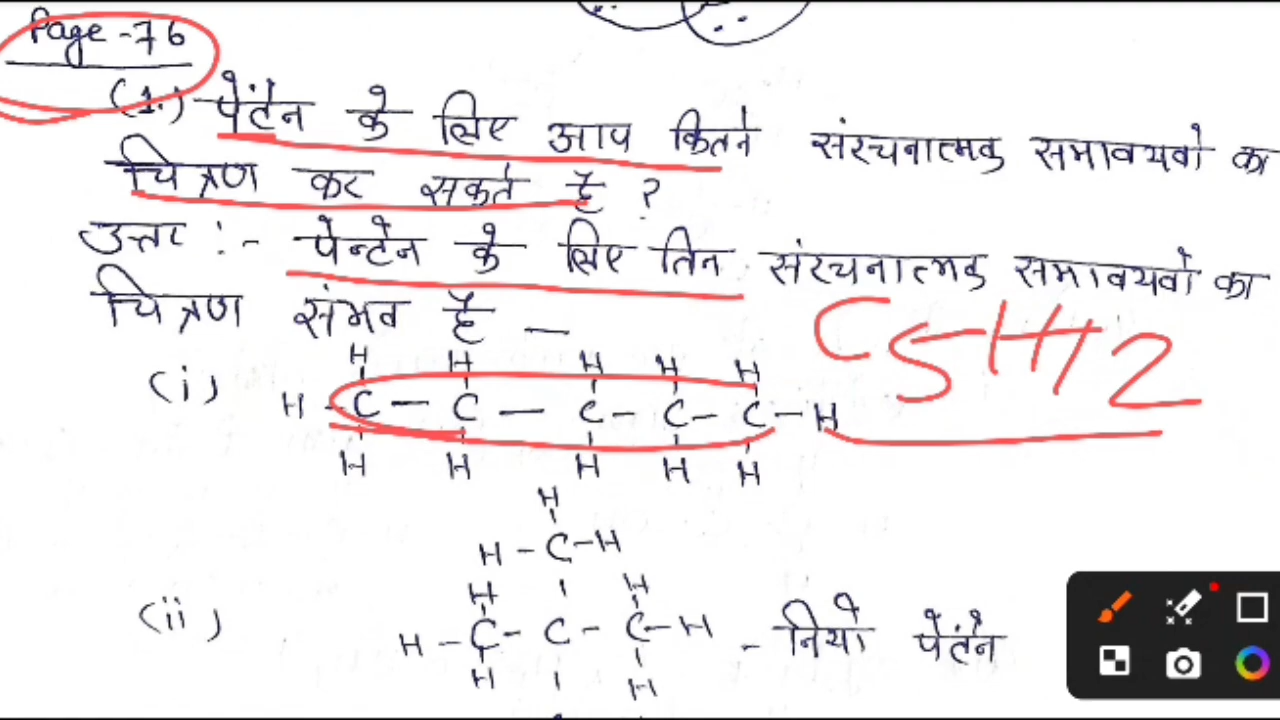 Page-76
(1.) पेंटेन के लिए आप कितने संरचनात्मक समावयवो का
चित्रण कर सकते है ?
उत्तर :- पेन्टेन के लिए तिन संरचनात्मक समावयवो का
चित्रण संभव है —
C5H12
H H H H H
(i) H - C — C — C - C - C - H
H H H H H
H
H - C - H
H H
(ii) H - C - C - C - H - नियो पेंटेन
H H